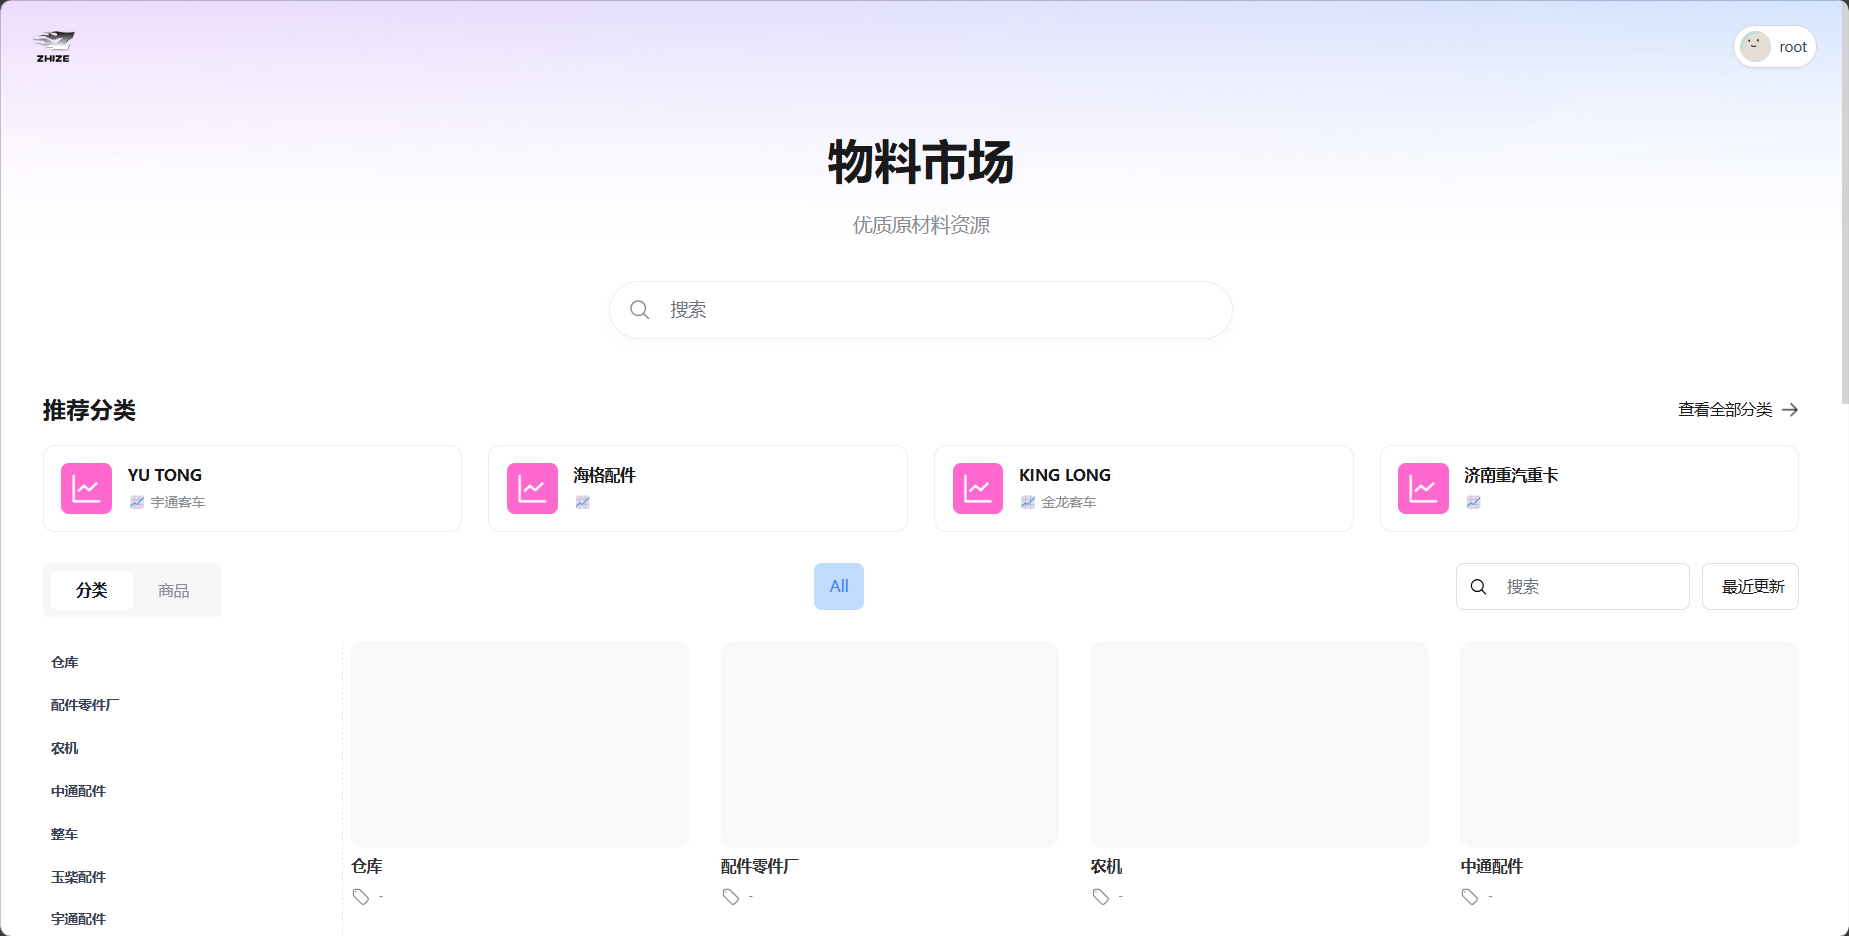 ZHIZE
root
物料市场
优质原材料资源
搜索
推荐分类
查看全部分类
YU TONG
宇通客车
海格配件
KING LONG
金龙客车
济南重汽重卡
分类
商品
All
搜索
最近更新
仓库
配件零件厂
农机
中通配件
整车
玉柴配件
宇通配件
仓库
-
配件零件厂
-
农机
-
中通配件
-